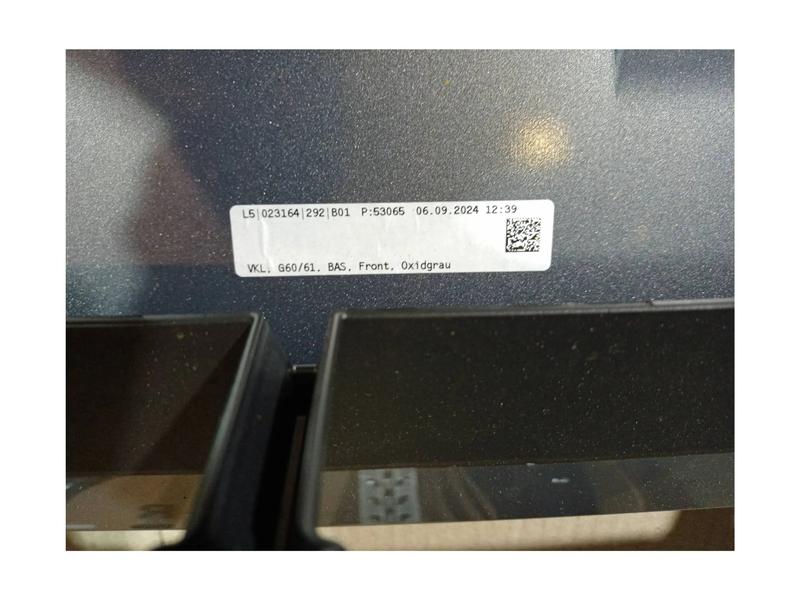 L5|023164|292|B01 P:53065 06.09.2024 12:39
VKL, G60/61, BAS, Front, Oxidgrau